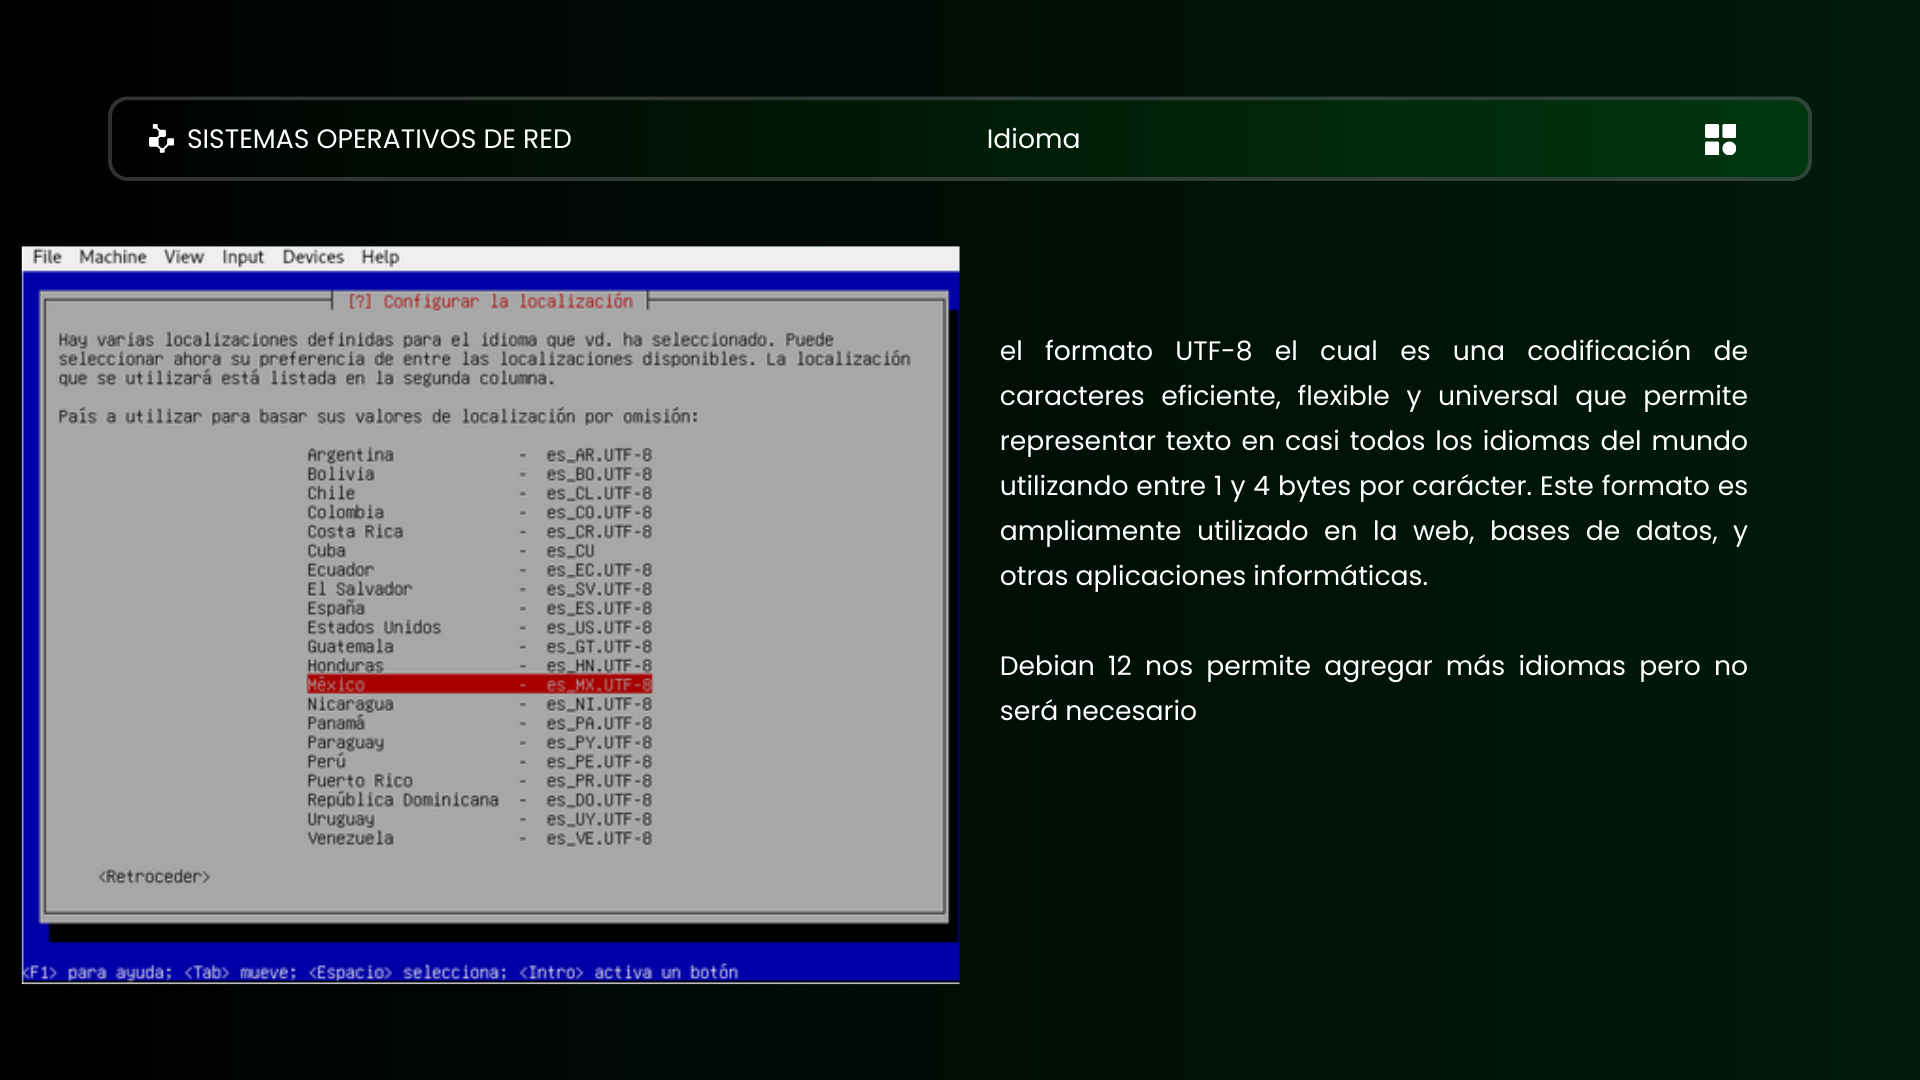 SISTEMAS OPERATIVOS DE RED
Idioma
File Machine View Input Devices Help
[?] Configurar la localización
Hay varias localizaciones definidas para el idioma que vd. ha seleccionado. Puede
seleccionar ahora su preferencia de entre las localizaciones disponibles. La localización
que se utilizará está listada en la segunda columna.
País a utilizar para basar sus valores de localización por omisión:
Argentina - es_AR.UTF-8
Bolivia - es_BO.UTF-8
Chile - es_CL.UTF-8
Colombia - es_CO.UTF-8
Costa Rica - es_CR.UTF-8
Cuba - es_CU
Ecuador - es_EC.UTF-8
El Salvador - es_SV.UTF-8
España - es_ES.UTF-8
Estados Unidos - es_US.UTF-8
Guatemala - es_GT.UTF-8
Honduras - es_HN.UTF-8
México - es_MX.UTF-8
Nicaragua - es_NI.UTF-8
Panamá - es_PA.UTF-8
Paraguay - es_PY.UTF-8
Perú - es_PE.UTF-8
Puerto Rico - es_PR.UTF-8
República Dominicana - es_DO.UTF-8
Uruguay - es_UY.UTF-8
Venezuela - es_VE.UTF-8
<Retroceder>
<F1> para ayuda; <Tab> mueve; <Espacio> selecciona; <Intro> activa un botón
el formato UTF-8 el cual es una codificación de
caracteres eficiente, flexible y universal que permite
representar texto en casi todos los idiomas del mundo
utilizando entre 1 y 4 bytes por carácter. Este formato es
ampliamente utilizado en la web, bases de datos, y
otras aplicaciones informáticas.
Debian 12 nos permite agregar más idiomas pero no
será necesario